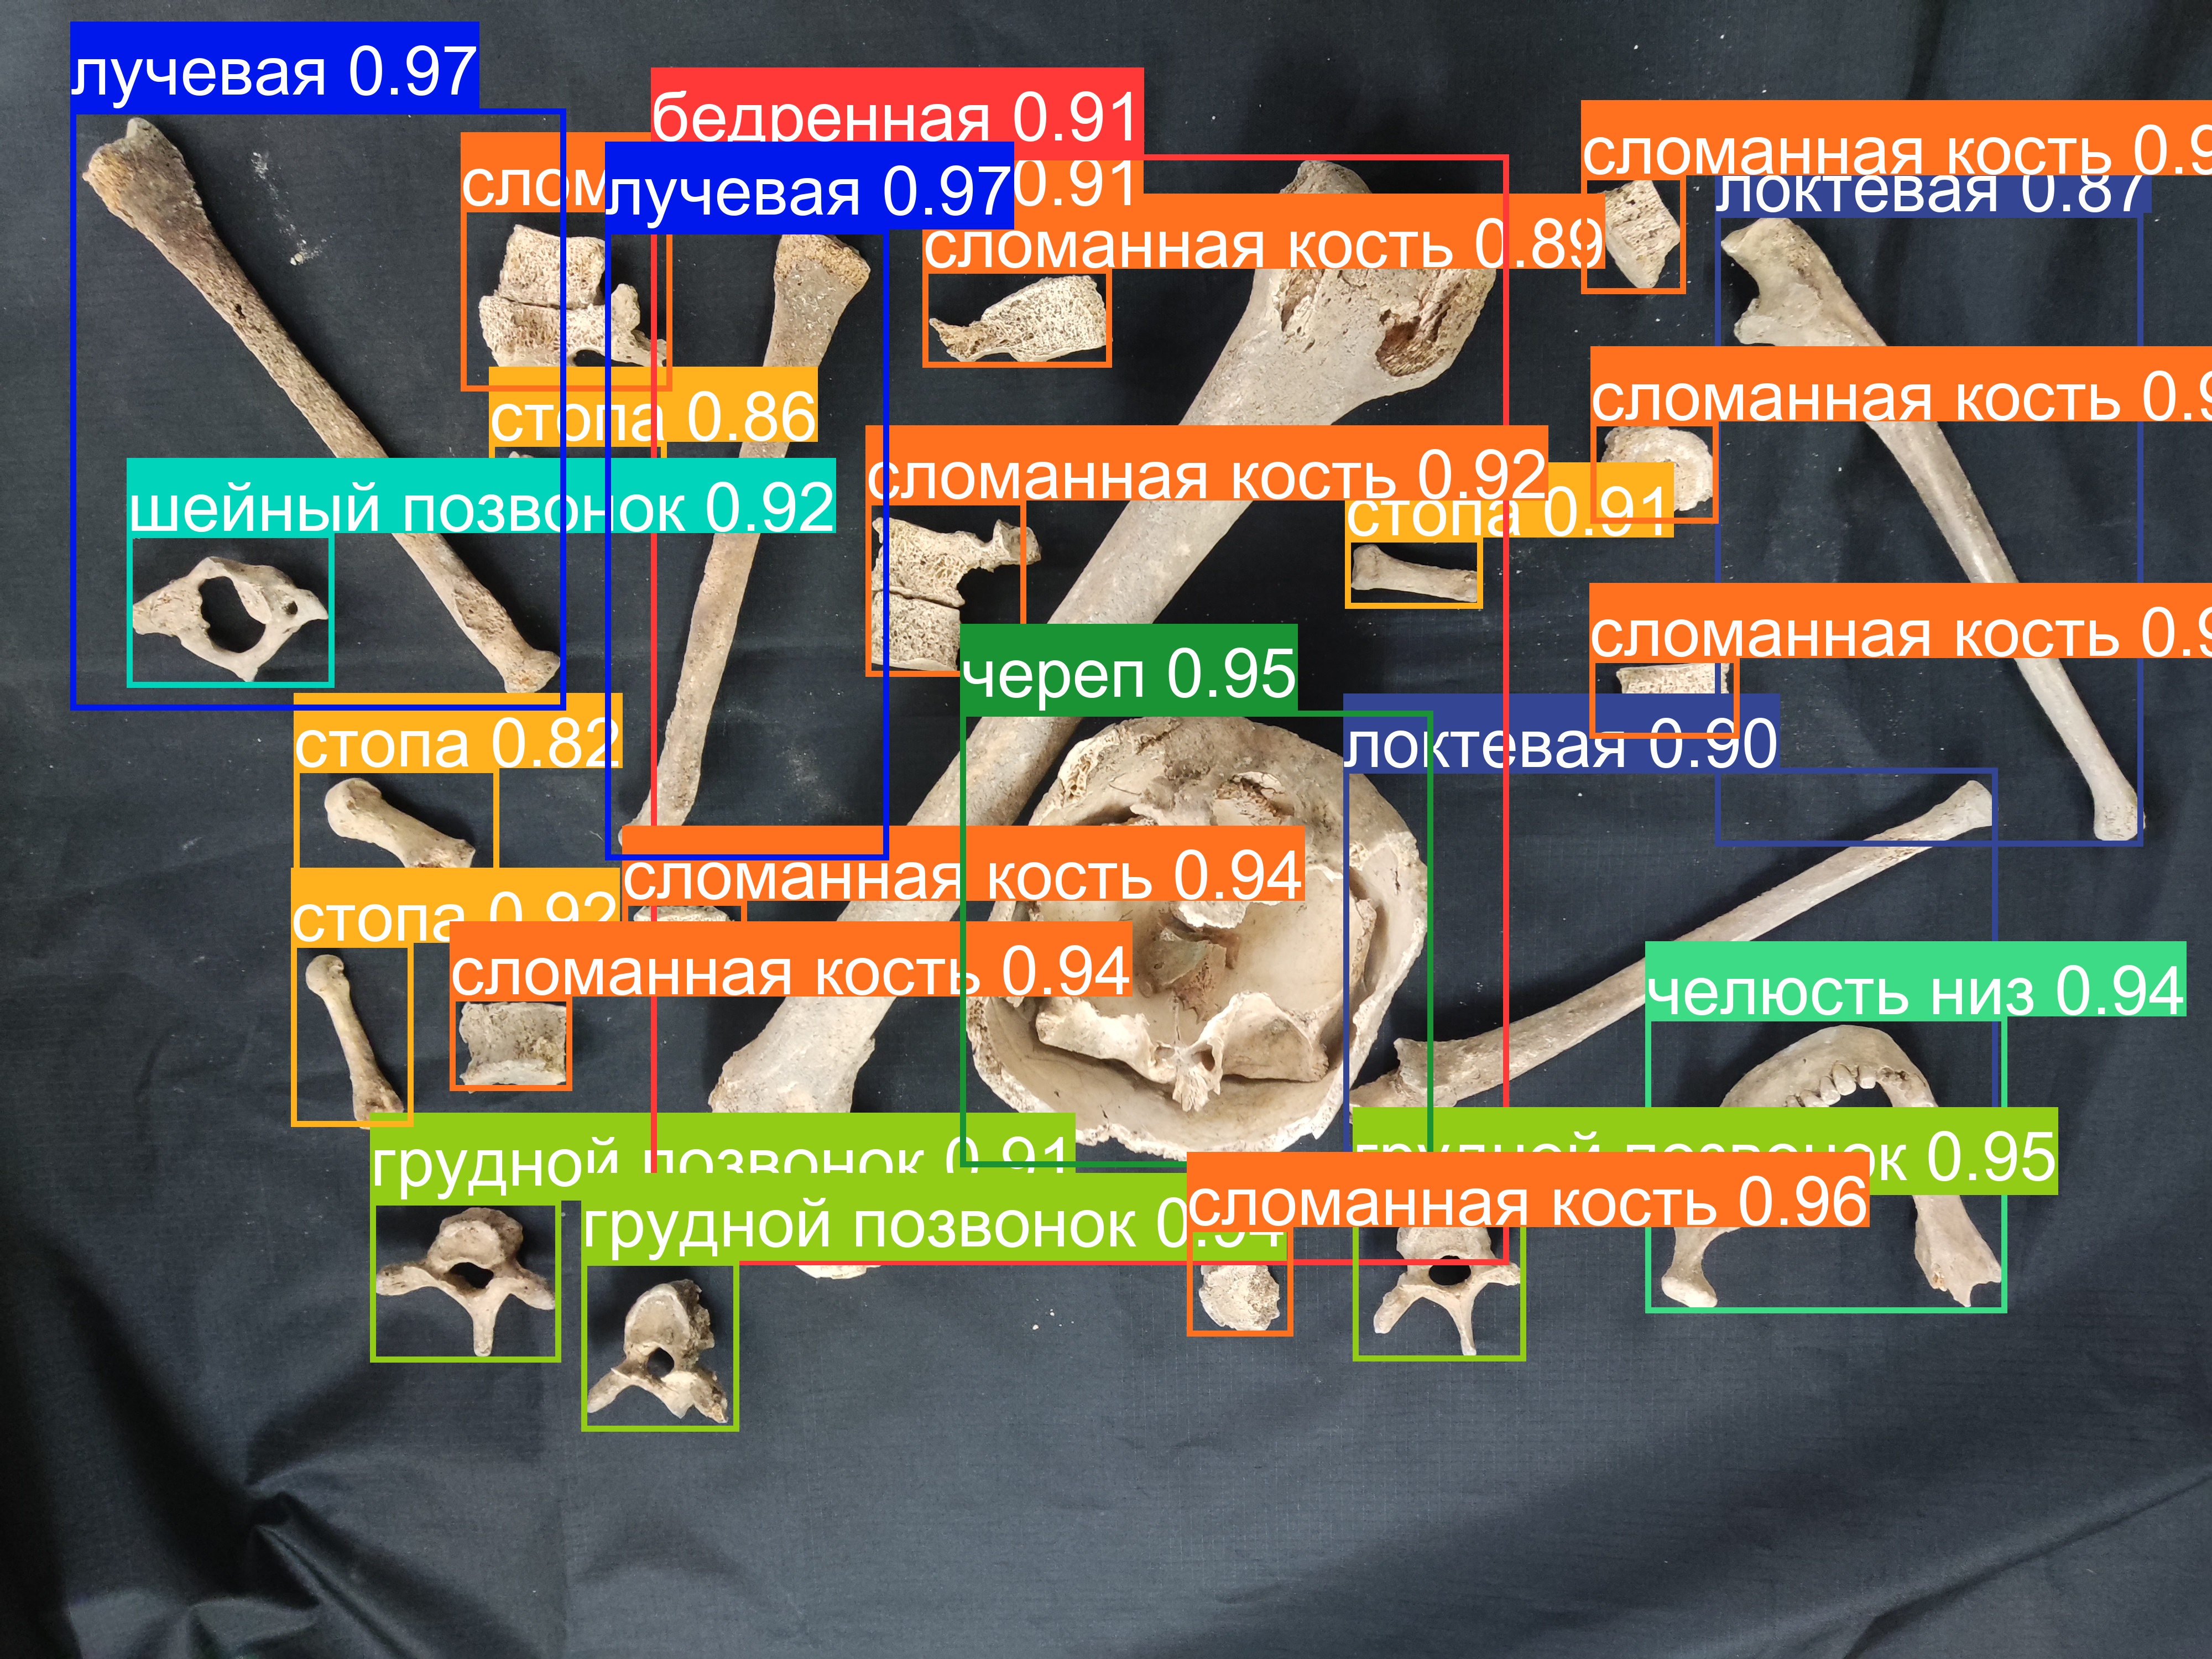 лучевая 0.97
бедренная 0.91
сломанная кость 0.9
0.91
лучевая 0.97
локтевая 0.87
сломанная кость 0.89
сломанная кость 0.9
стопа 0.86
сломанная кость 0.92
шейный позвонок 0.92
стопа 0.91
сломанная кость 0.9
череп 0.95
стопа 0.82
локтевая 0.90
сломанная кость 0.94
стопа 0.92
сломанная кость 0.94
челюсть низ 0.94
грудной позвонок 0.91
грудной позвонок 0.95
сломанная кость 0.96
грудной позвонок 0.94